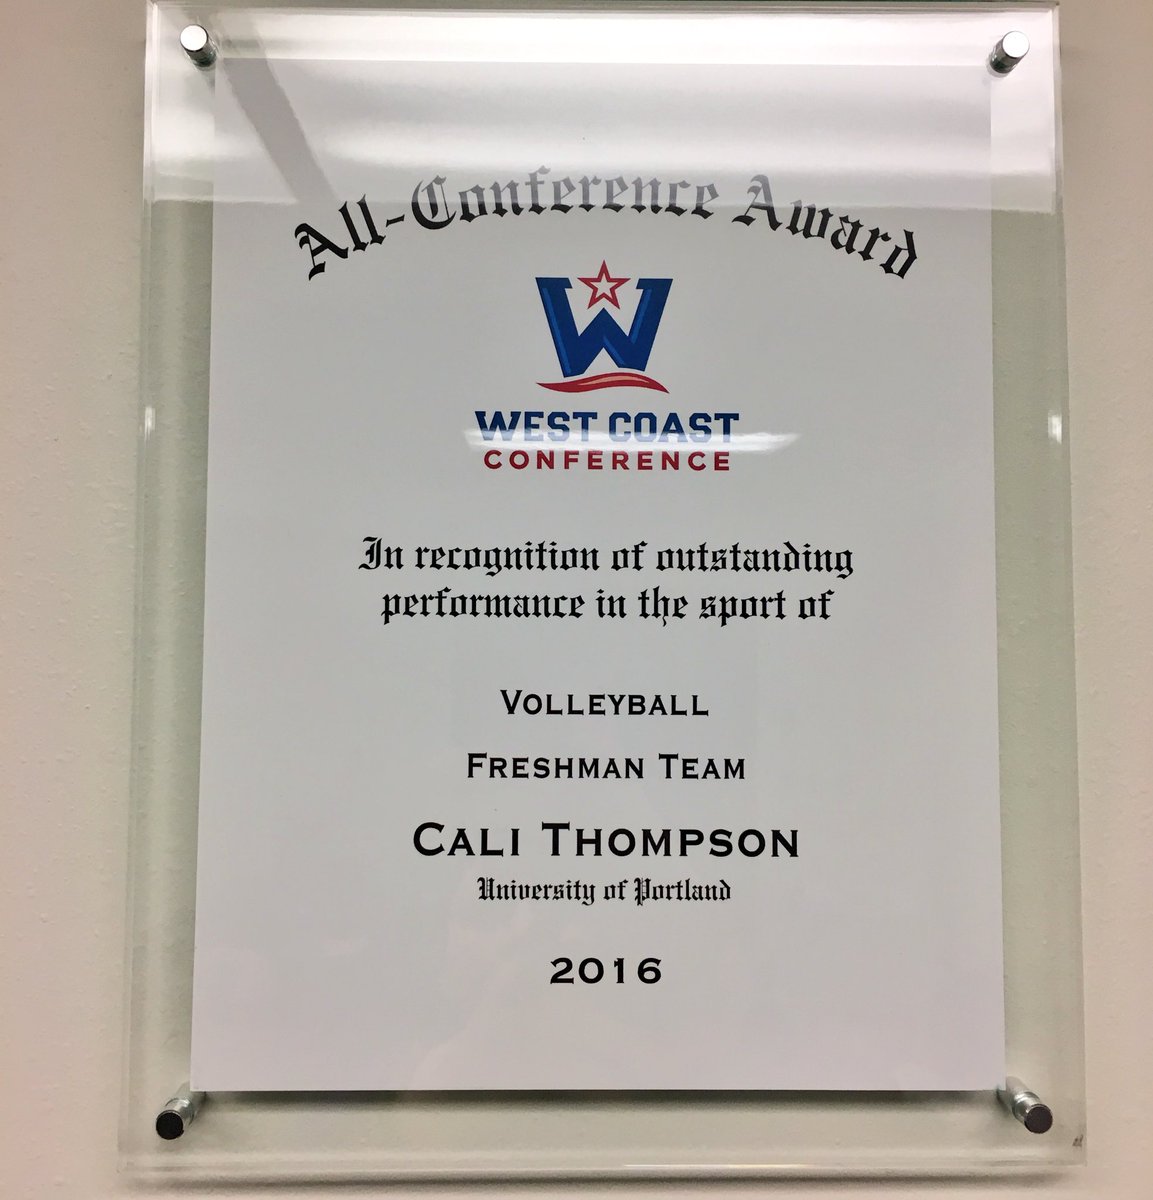 All-Conference Award
W
WEST COAST
CONFERENCE
In recognition of outstanding
performance in the sport of
VOLLEYBALL
FRESHMAN TEAM
CALI THOMPSON
University of Portland
2016